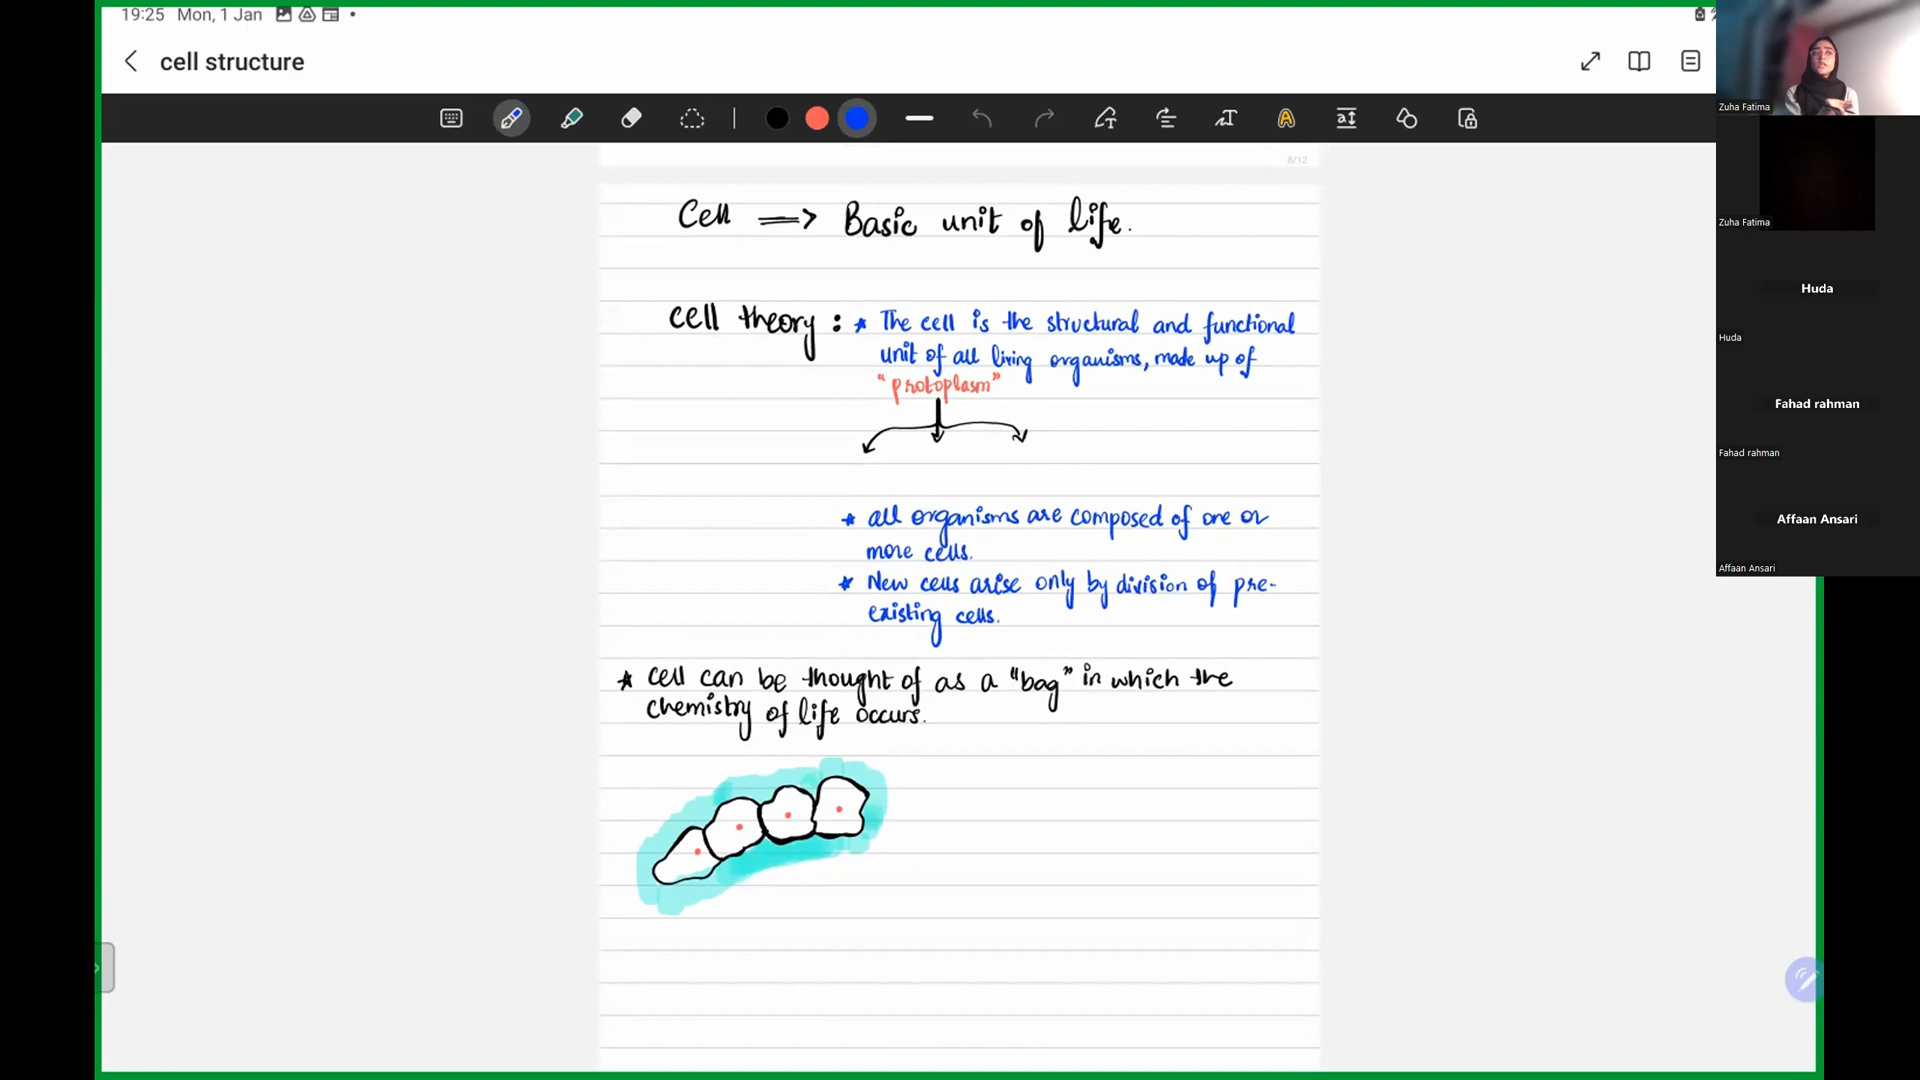 19:25 Mon, 1 Jan
cell structure
8/12
Cell ⟹ Basic unit of life.
cell theory : * The cell is the structural and functional
unit of all living organisms, made up of
"protoplasm"
* all organisms are composed of one or
more cells.
* New cells arise only by division of pre-
existing cells.
* cell can be thought of as a "bag" in which the
chemistry of life occurs.
Zuha Fatima
Zuha Fatima
Huda
Huda
Fahad rahman
Fahad rahman
Affaan Ansari
Affaan Ansari